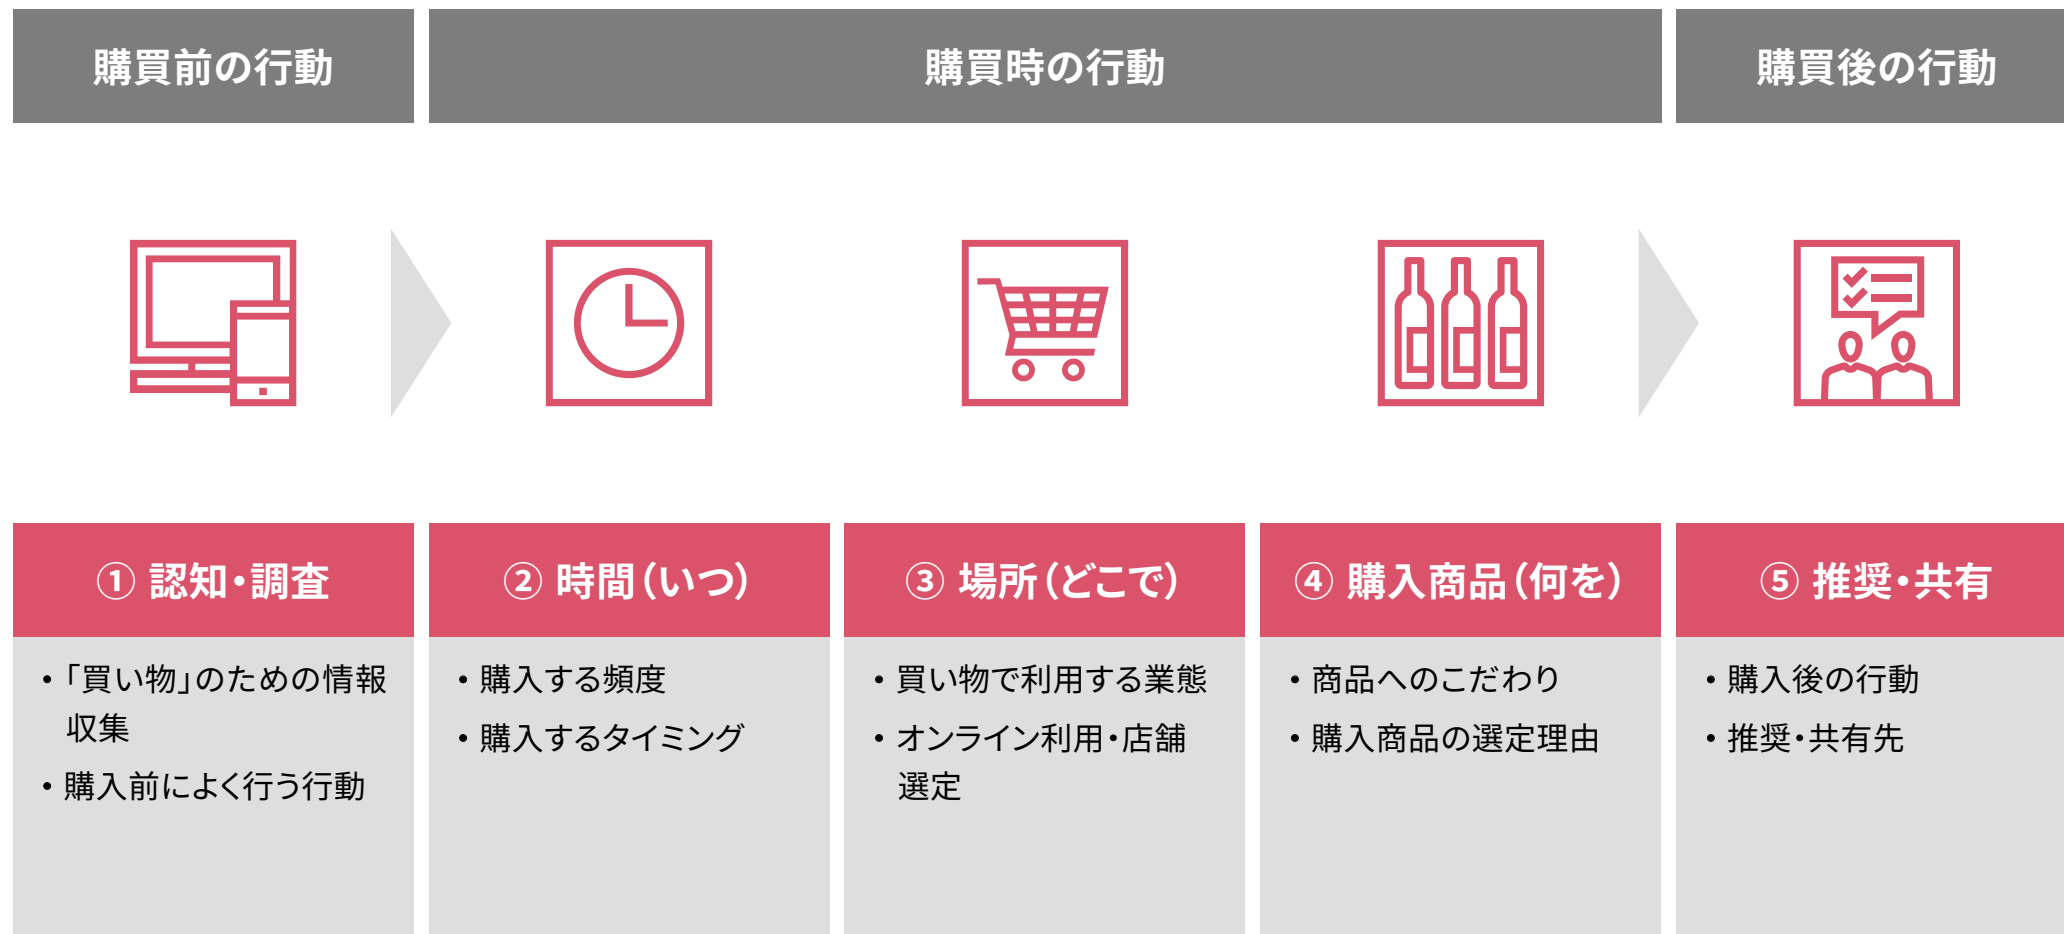 購買前の行動
購買時の行動
購買後の行動
① 認知・調査
・「買い物」のための情報
収集
・購入前によく行う行動
② 時間（いつ）
・購入する頻度
・購入するタイミング
③ 場所（どこで）
・買い物で利用する業態
・オンライン利用・店舗
選定
④ 購入商品（何を）
・商品へのこだわり
・購入商品の選定理由
⑤ 推奨・共有
・購入後の行動
・推奨・共有先